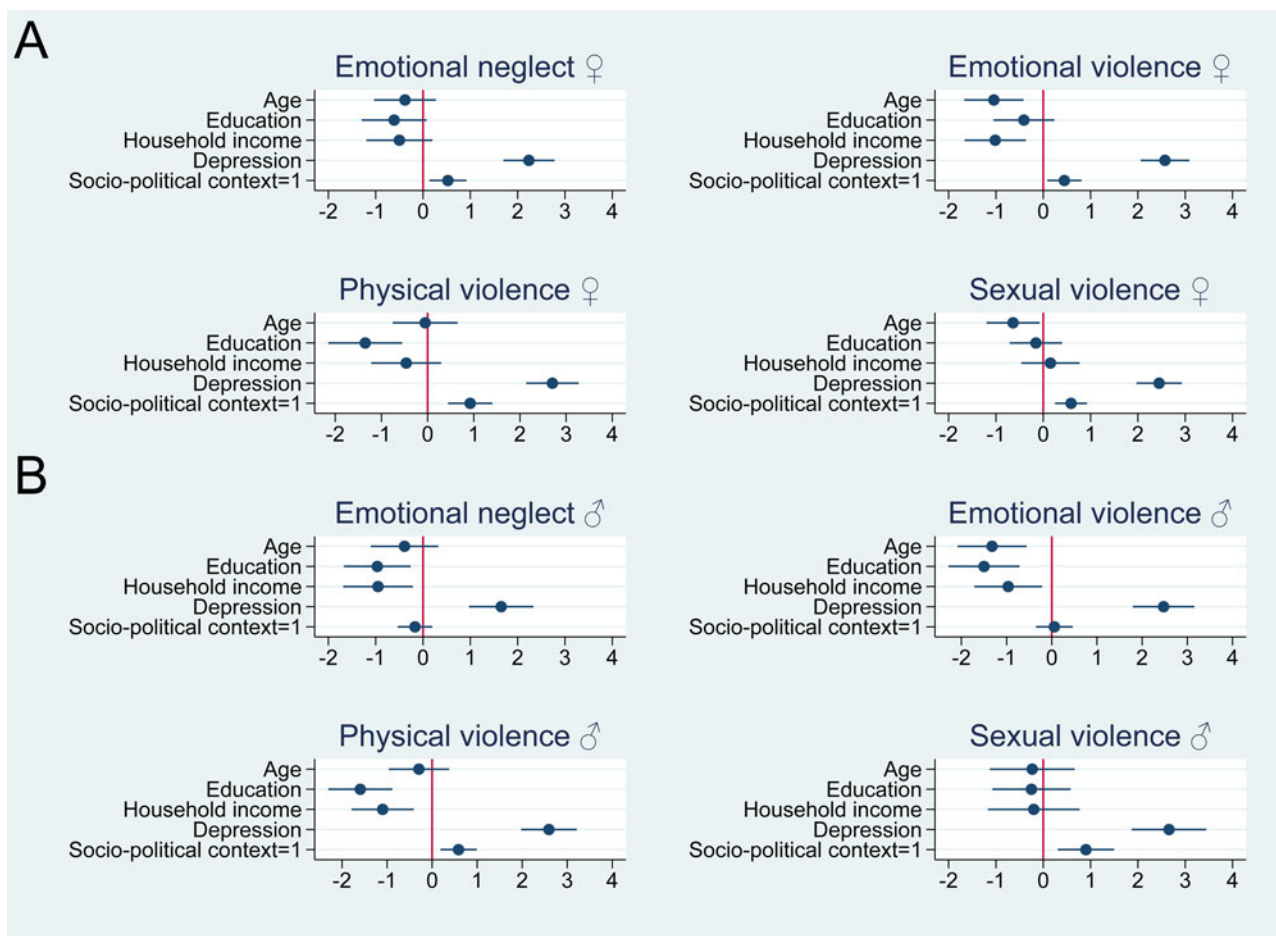 A
Emotional neglect ♀
Age
Education
Household income
Depression
Socio-political context=1
-2 -1 0 1 2 3 4
Emotional violence ♀
Age
Education
Household income
Depression
Socio-political context=1
-2 -1 0 1 2 3 4
Physical violence ♀
Age
Education
Household income
Depression
Socio-political context=1
-2 -1 0 1 2 3 4
Sexual violence ♀
Age
Education
Household income
Depression
Socio-political context=1
-2 -1 0 1 2 3 4
B
Emotional neglect ♂
Age
Education
Household income
Depression
Socio-political context=1
-2 -1 0 1 2 3 4
Emotional violence ♂
Age
Education
Household income
Depression
Socio-political context=1
-2 -1 0 1 2 3 4
Physical violence ♂
Age
Education
Household income
Depression
Socio-political context=1
-2 -1 0 1 2 3 4
Sexual violence ♂
Age
Education
Household income
Depression
Socio-political context=1
-2 -1 0 1 2 3 4